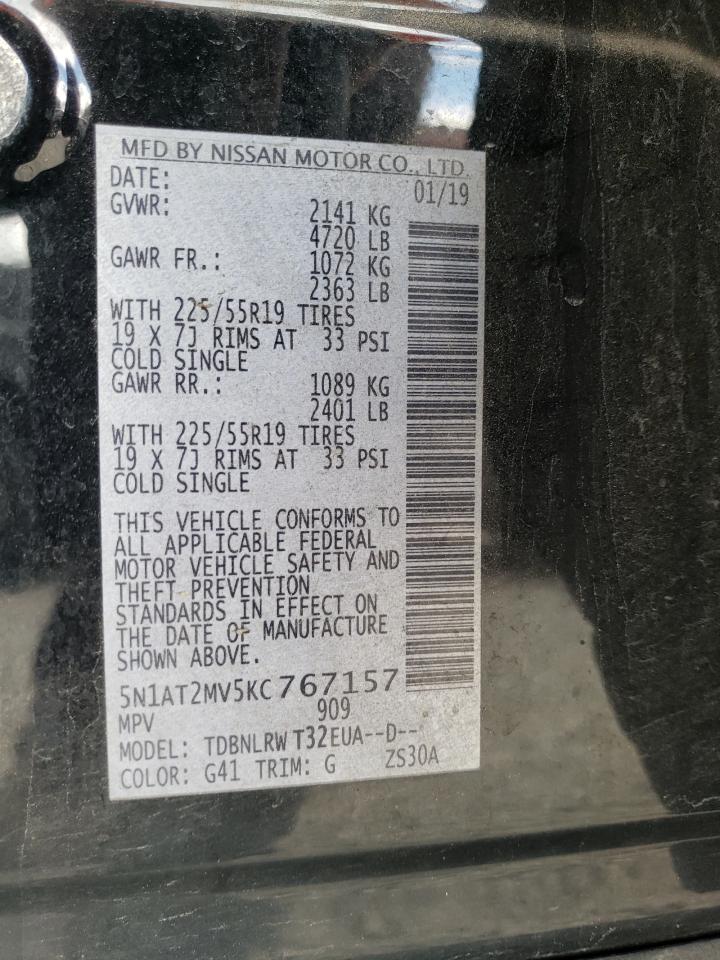 MFD BY NISSAN MOTOR CO., LTD.
DATE: 01/19
GVWR: 2141 KG
4720 LB
GAWR FR.: 1072 KG
2363 LB
WITH 225/55R19 TIRES
19 X 7J RIMS AT 33 PSI
COLD SINGLE
GAWR RR.: 1089 KG
2401 LB
WITH 225/55R19 TIRES
19 X 7J RIMS AT 33 PSI
COLD SINGLE
THIS VEHICLE CONFORMS TO
ALL APPLICABLE FEDERAL
MOTOR VEHICLE SAFETY AND
THEFT PREVENTION
STANDARDS IN EFFECT ON
THE DATE OF MANUFACTURE
SHOWN ABOVE.
5N1AT2MV5KC767157
MPV 909
MODEL: TDBNLRW T32EUA--D--
COLOR: G41 TRIM: G ZS30A